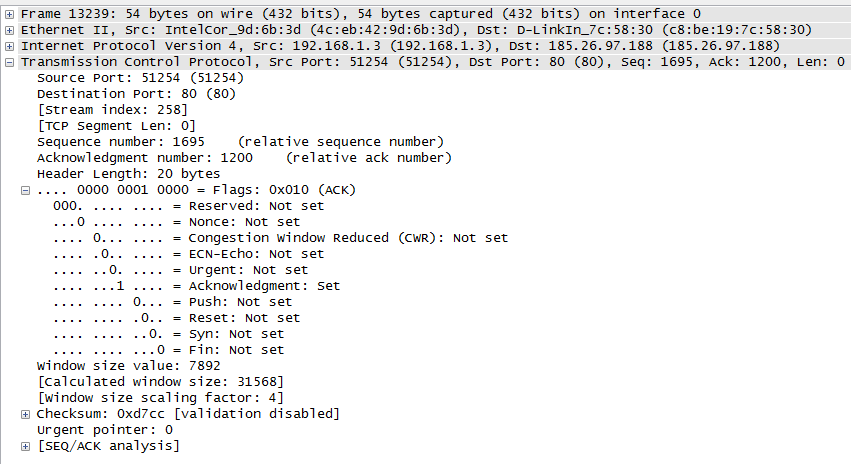 Frame 13239: 54 bytes on wire (432 bits), 54 bytes captured (432 bits) on interface 0
Ethernet II, Src: IntelCor_9d:6b:3d (4c:eb:42:9d:6b:3d), Dst: D-LinkIn_7c:58:30 (c8:be:19:7c:58:30)
Internet Protocol Version 4, Src: 192.168.1.3 (192.168.1.3), Dst: 185.26.97.188 (185.26.97.188)
Transmission Control Protocol, Src Port: 51254 (51254), Dst Port: 80 (80), Seq: 1695, Ack: 1200, Len: 0
Source Port: 51254 (51254)
Destination Port: 80 (80)
[Stream index: 258]
[TCP Segment Len: 0]
Sequence number: 1695    (relative sequence number)
Acknowledgment number: 1200    (relative ack number)
Header Length: 20 bytes
.... 0000 0001 0000 = Flags: 0x010 (ACK)
000. .... .... = Reserved: Not set
...0 .... .... = Nonce: Not set
.... 0... .... = Congestion Window Reduced (CWR): Not set
.... .0.. .... = ECN-Echo: Not set
.... ..0. .... = Urgent: Not set
.... ...1 .... = Acknowledgment: Set
.... .... 0... = Push: Not set
.... .... .0.. = Reset: Not set
.... .... ..0. = Syn: Not set
.... .... ...0 = Fin: Not set
Window size value: 7892
[Calculated window size: 31568]
[Window size scaling factor: 4]
Checksum: 0xd7cc [validation disabled]
Urgent pointer: 0
[SEQ/ACK analysis]